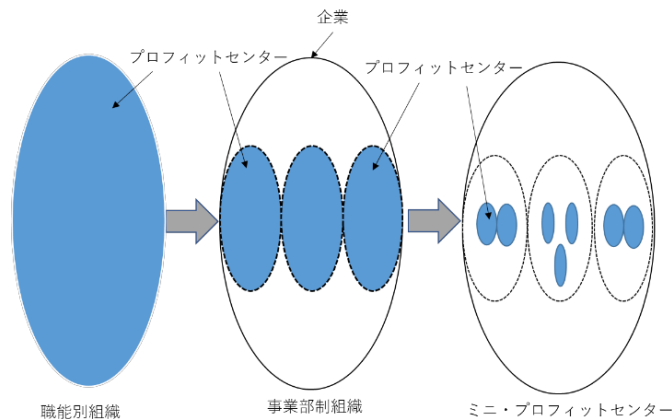 企業
プロフィットセンター
プロフィットセンター
職能別組織
事業部制組織
ミニ・プロフィットセンター